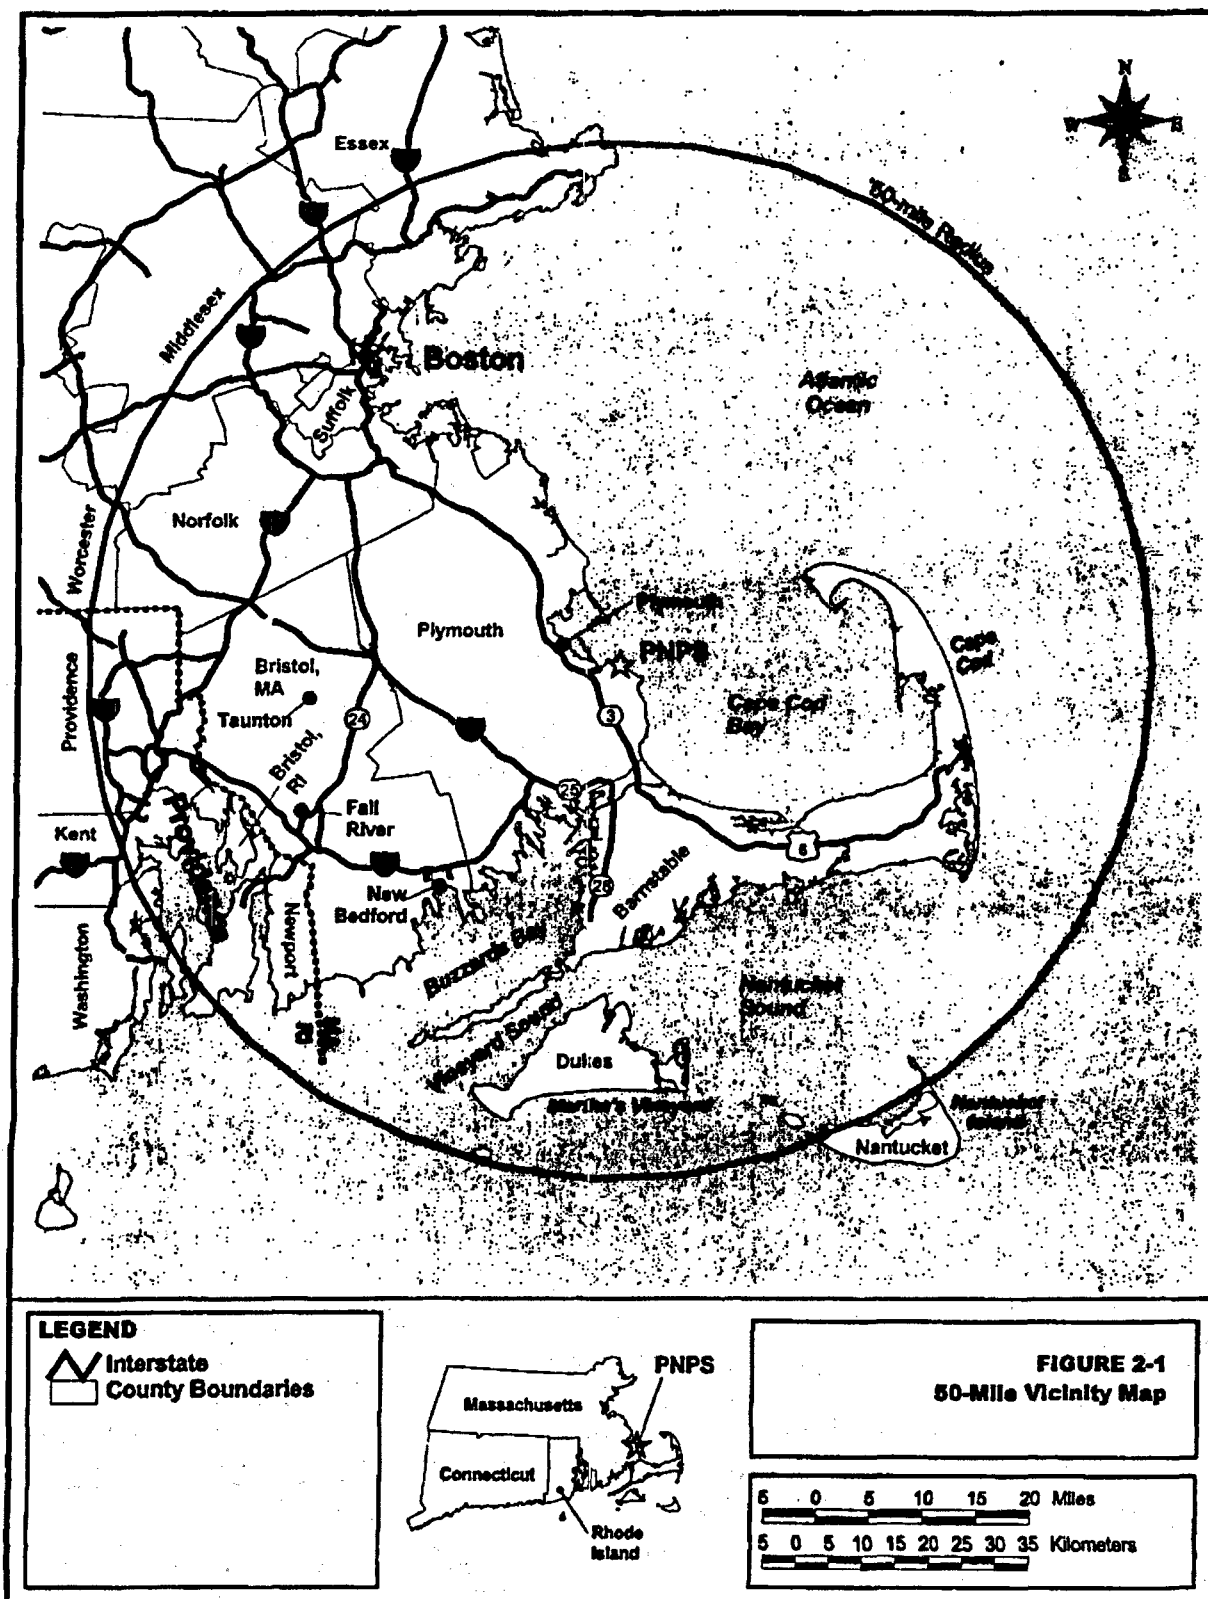 N
W
E
S
Essex
50-mile Radius
Middlesex
Boston
Atlantic
Ocean
Suffolk
Norfolk
Worcester
Plymouth
Plymouth
PNPS
Cape
Cod
Bristol,
MA
Taunton
24
3
Cape Cod
Bay
Providence
Bristol,
RI
25
Fall
River
Kent
6
New
Bedford
28
Barnstable
Newport
Washington
Buzzards Bay
Nantucket
Sound
MA
RI
Vineyard Sound
Dukes
Martha's Vineyard
Nantucket
Island
Nantucket
LEGEND
Interstate
County Boundaries
PNPS
Massachusetts
Connecticut
Rhode
Island
FIGURE 2-1
50-Mile Vicinity Map
5 0 5 10 15 20 Miles
5 0 5 10 15 20 25 30 35 Kilometers